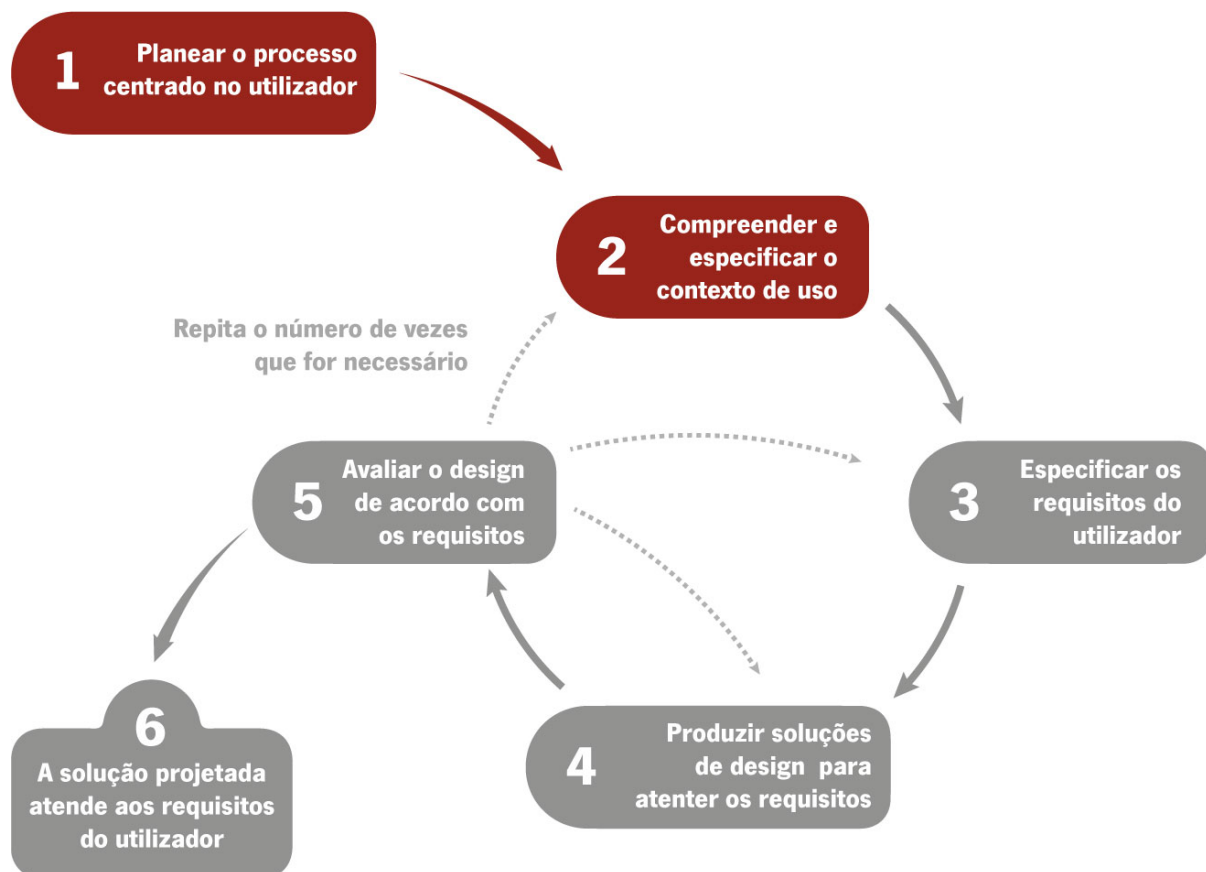 1
Planear o processo
centrado no utilizador
2
Compreender e
especificar o
contexto de uso
Repita o número de vezes
que for necessário
3
Especificar os
requisitos do
utilizador
5
Avaliar o design
de acordo com
os requisitos
4
Produzir soluções
de design para
atenter os requisitos
6
A solução projetada
atende aos requisitos
do utilizador